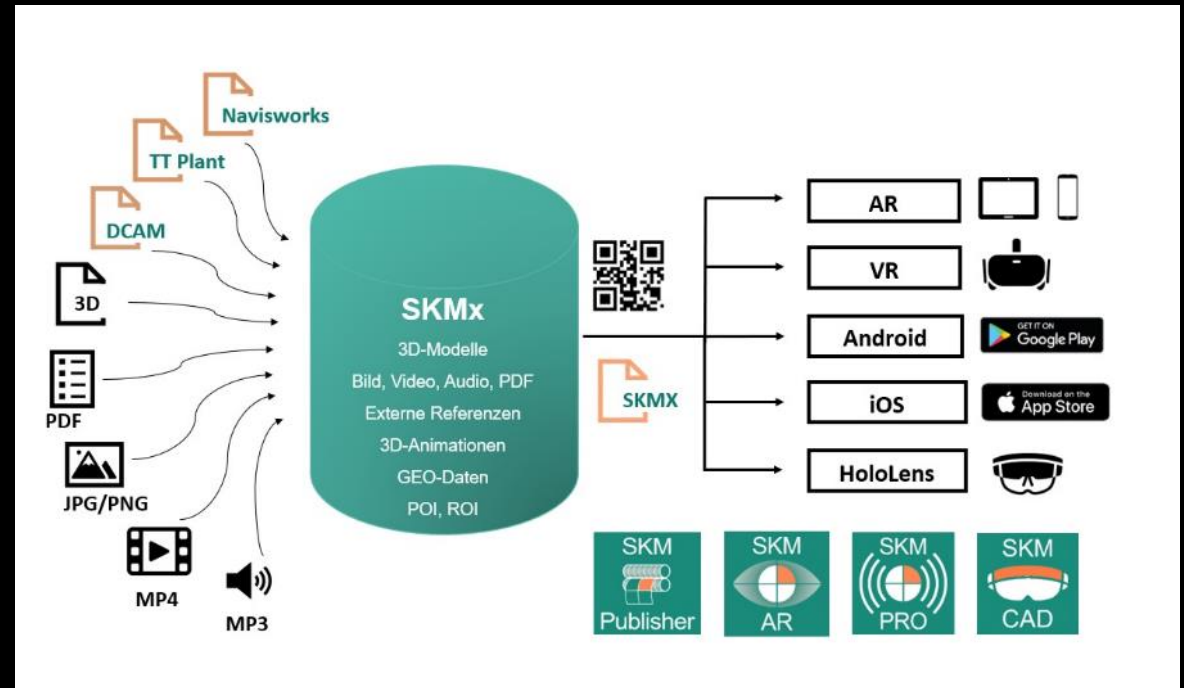 Navisworks
TT Plant
DCAM
3D
PDF
JPG/PNG
MP4
MP3
SKMx
3D-Modelle
Bild, Video, Audio, PDF
Externe Referenzen
3D-Animationen
GEO-Daten
POI, ROI
SKMX
AR
VR
Android
GET IT ON
Google Play
iOS
Download on the
App Store
HoloLens
SKM
Publisher
SKM
AR
SKM
PRO
SKM
CAD